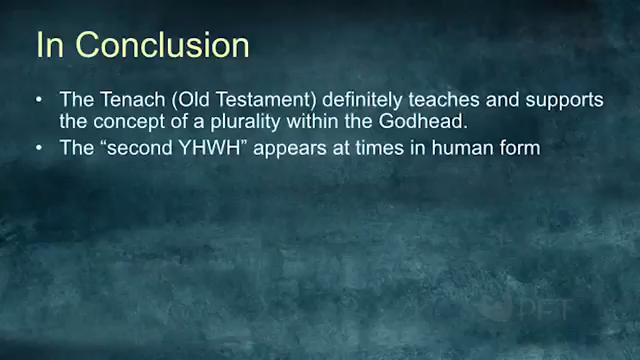 In Conclusion
• The Tenach (Old Testament) definitely teaches and supports
the concept of a plurality within the Godhead.
• The “second YHWH” appears at times in human form
PFT